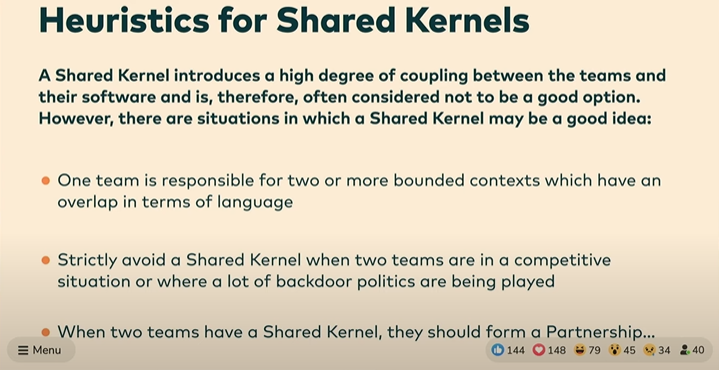 Heuristics for Shared Kernels
A Shared Kernel introduces a high degree of coupling between the teams and
their software and is, therefore, often considered not to be a good option.
However, there are situations in which a Shared Kernel may be a good idea:
One team is responsible for two or more bounded contexts which have an
overlap in terms of language
Strictly avoid a Shared Kernel when two teams are in a competitive
situation or where a lot of backdoor politics are being played
When two teams have a Shared Kernel, they should form a Partnership...
Menu
144 148 79 45 34 40